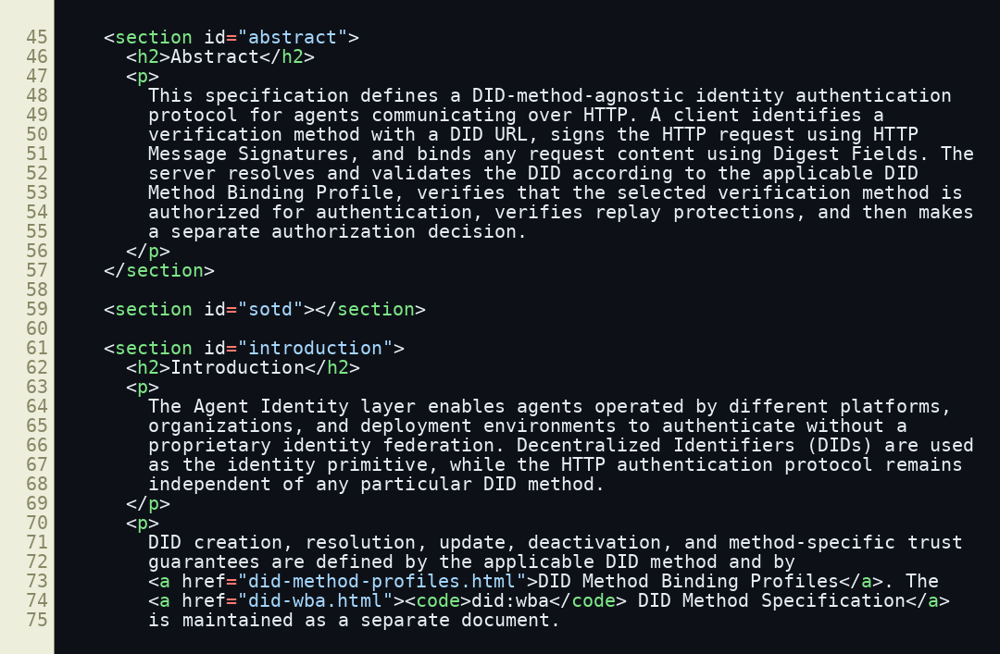 45    <section id="abstract">
46      <h2>Abstract</h2>
47      <p>
48        This specification defines a DID-method-agnostic identity authentication
49        protocol for agents communicating over HTTP. A client identifies a
50        verification method with a DID URL, signs the HTTP request using HTTP
51        Message Signatures, and binds any request content using Digest Fields. The
52        server resolves and validates the DID according to the applicable DID
53        Method Binding Profile, verifies that the selected verification method is
54        authorized for authentication, verifies replay protections, and then makes
55        a separate authorization decision.
56      </p>
57    </section>
58
59    <section id="sotd"></section>
60
61    <section id="introduction">
62      <h2>Introduction</h2>
63      <p>
64        The Agent Identity layer enables agents operated by different platforms,
65        organizations, and deployment environments to authenticate without a
66        proprietary identity federation. Decentralized Identifiers (DIDs) are used
67        as the identity primitive, while the HTTP authentication protocol remains
68        independent of any particular DID method.
69      </p>
70      <p>
71        DID creation, resolution, update, deactivation, and method-specific trust
72        guarantees are defined by the applicable DID method and by
73        <a href="did-method-profiles.html">DID Method Binding Profiles</a>. The
74        <a href="did-wba.html"><code>did:wba</code> DID Method Specification</a>
75        is maintained as a separate document.